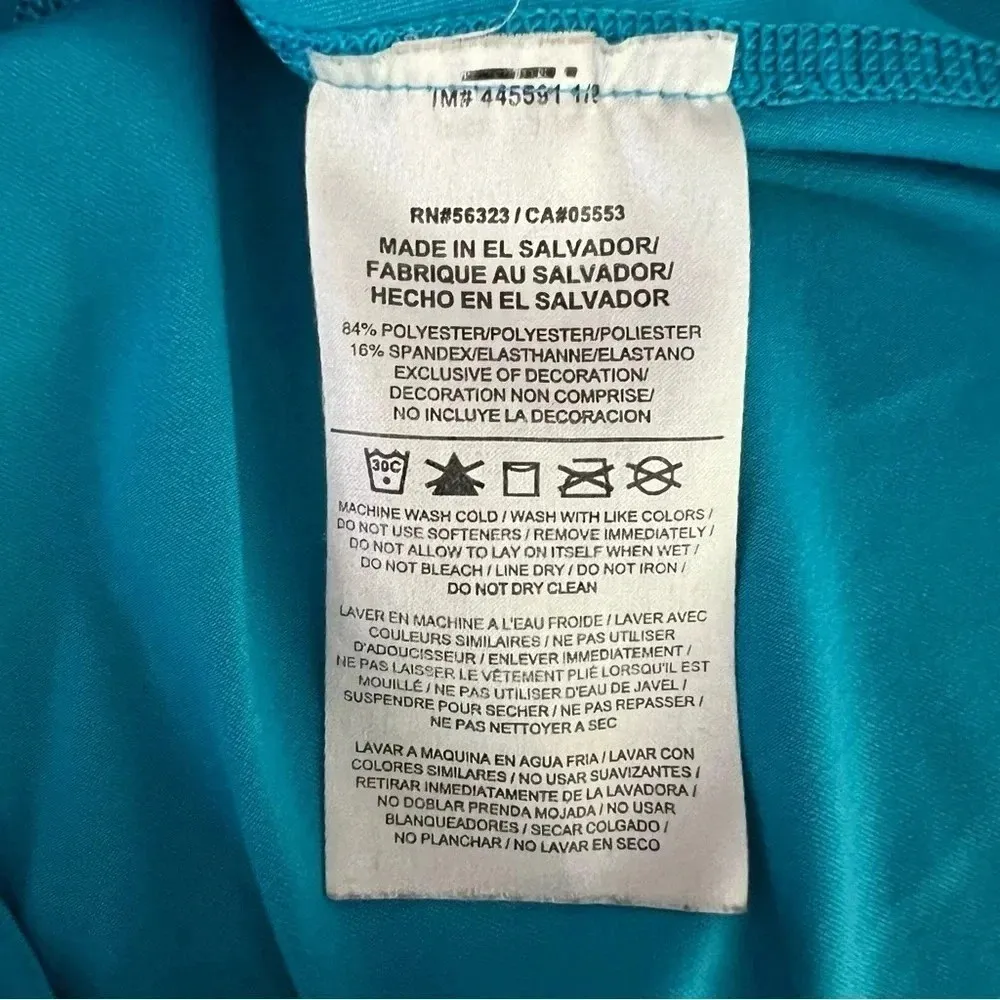 IM# 445591 1/2
RN#56323 / CA#05553
MADE IN EL SALVADOR/
FABRIQUE AU SALVADOR/
HECHO EN EL SALVADOR
84% POLYESTER/POLYESTER/POLIESTER
16% SPANDEX/ELASTHANNE/ELASTANO
EXCLUSIVE OF DECORATION/
DECORATION NON COMPRISE/
NO INCLUYE LA DECORACION
30C
MACHINE WASH COLD / WASH WITH LIKE COLORS /
DO NOT USE SOFTENERS / REMOVE IMMEDIATELY /
DO NOT ALLOW TO LAY ON ITSELF WHEN WET /
DO NOT BLEACH / LINE DRY / DO NOT IRON /
DO NOT DRY CLEAN
LAVER EN MACHINE A L'EAU FROIDE / LAVER AVEC
COULEURS SIMILAIRES / NE PAS UTILISER
D'ADOUCISSEUR / ENLEVER IMMEDIATEMENT /
NE PAS LAISSER LE VÊTEMENT PLIÉ LORSQU'IL EST
MOUILLÉ / NE PAS UTILISER D'EAU DE JAVEL /
SUSPENDRE POUR SECHER / NE PAS REPASSER /
NE PAS NETTOYER A SEC
LAVAR A MAQUINA EN AGUA FRIA / LAVAR CON
COLORES SIMILARES / NO USAR SUAVIZANTES /
RETIRAR INMEDIATAMENTE DE LA LAVADORA /
NO DOBLAR PRENDA MOJADA / NO USAR
BLANQUEADORES / SECAR COLGADO /
NO PLANCHAR / NO LAVAR EN SECO